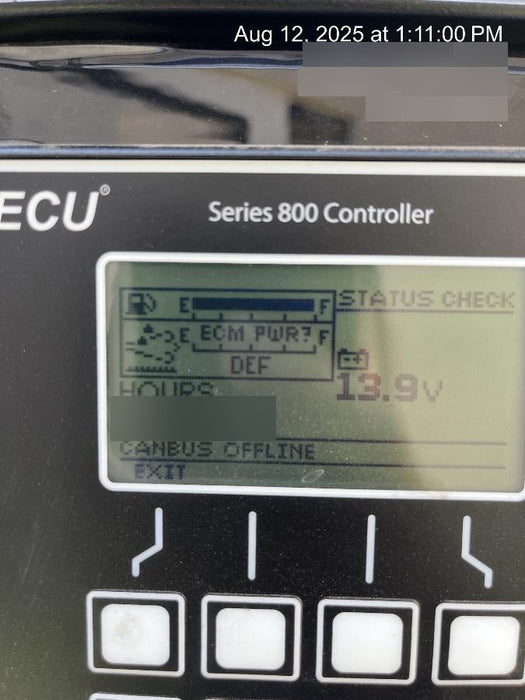 Aug 12, 2025 at 1:11:00 PM
ECU®
Series 800 Controller
E F STATUS CHECK
E ECM PWR? F
DEF
HOURS
13.9V
CANBUS OFFLINE
EXIT